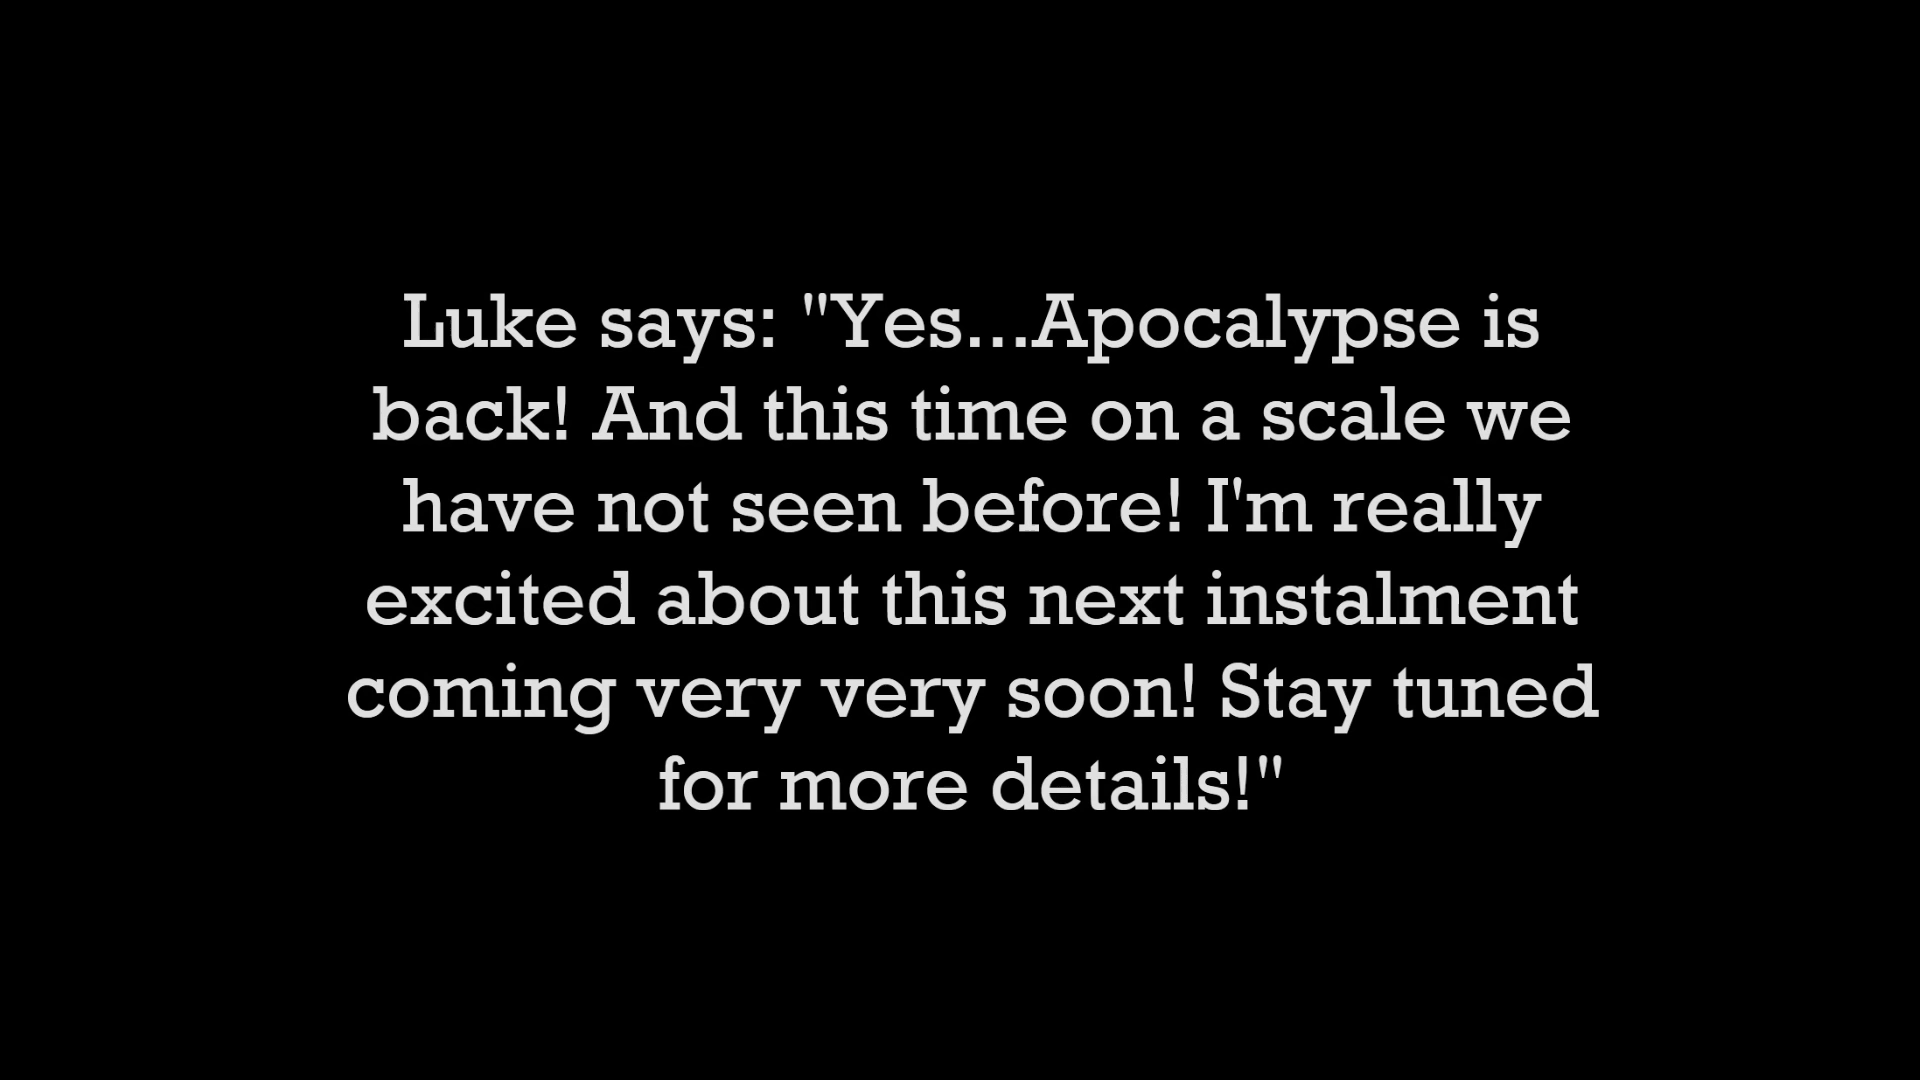 Luke says: "Yes...Apocalypse is
back! And this time on a scale we
have not seen before! I'm really
excited about this next instalment
coming very very soon! Stay tuned
for more details!"